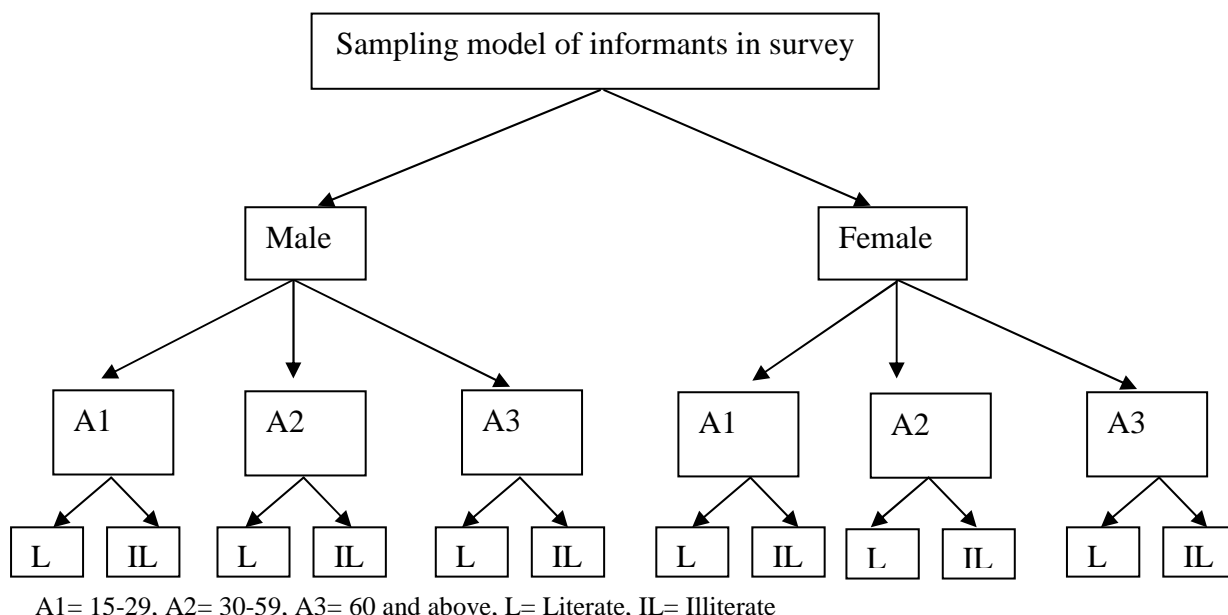 Sampling model of informants in survey
Male
Female
A1
A2
A3
A1
A2
A3
L
IL
L
IL
L
IL
L
IL
L
IL
L
IL
A1= 15-29, A2= 30-59, A3= 60 and above, L= Literate, IL= Illiterate